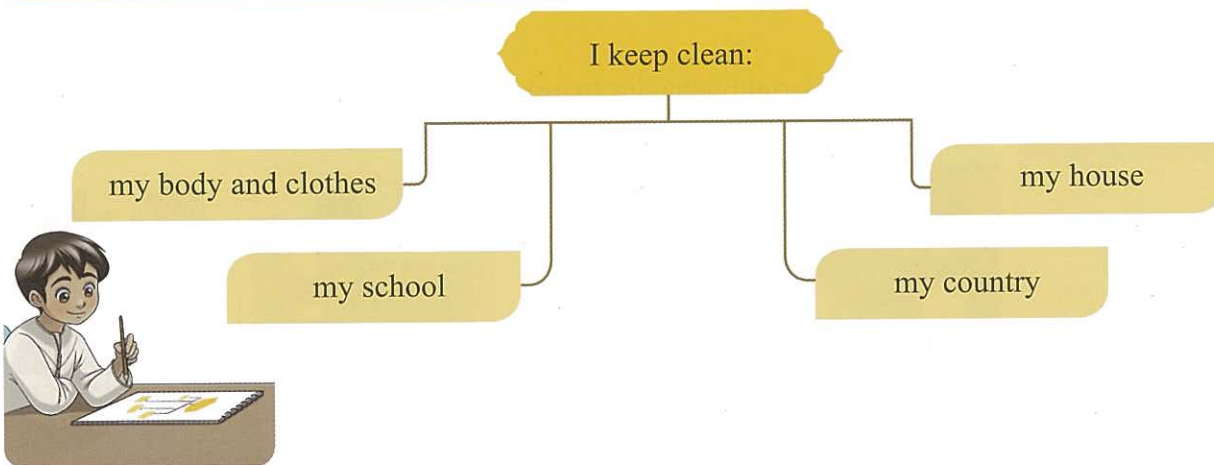 I keep clean:
my body and clothes
my house
my school
my country